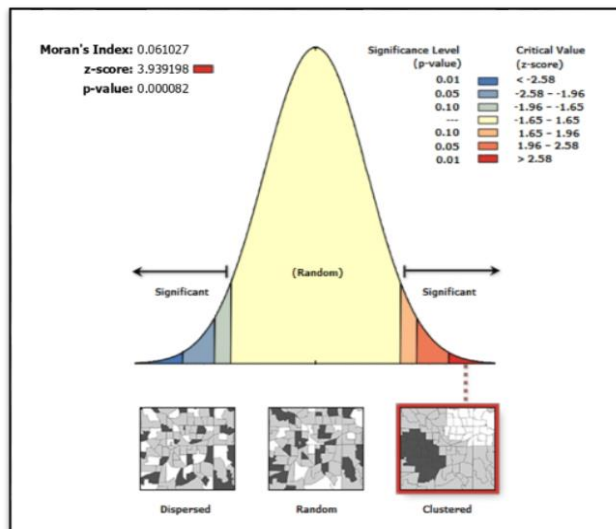 Moran's Index: 0.061027
z-score: 3.939198
p-value: 0.000082
Significance Level
(p-value)
Critical Value
(z-score)
0.01 < -2.58
0.05 -2.58 – -1.96
0.10 -1.96 – -1.65
--- -1.65 – 1.65
0.10 1.65 – 1.96
0.05 1.96 – 2.58
0.01 > 2.58
Significant
(Random)
Significant
Dispersed
Random
Clustered